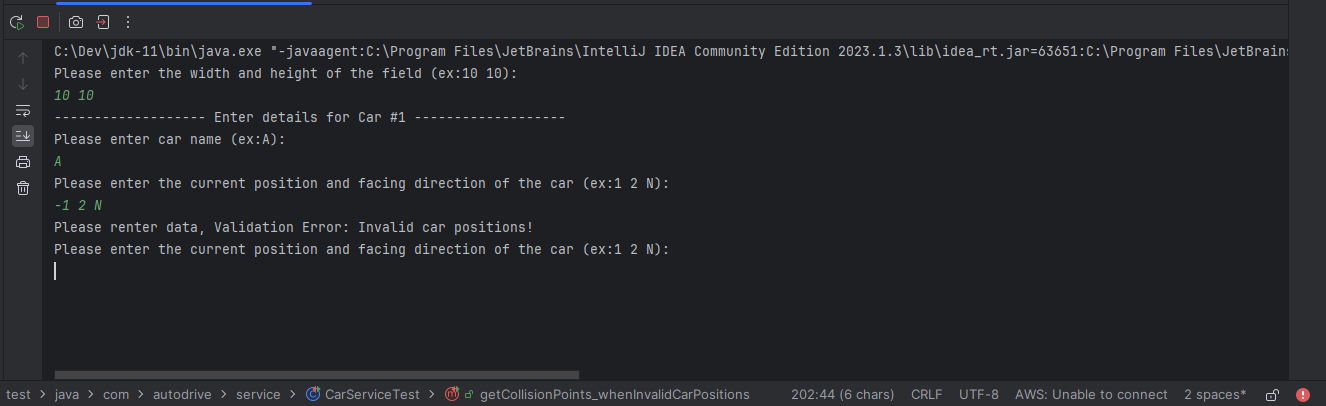 C:\Dev\jdk-11\bin\java.exe "-javaagent:C:\Program Files\JetBrains\IntelliJ IDEA Community Edition 2023.1.3\lib\idea_rt.jar=63651:C:\Program Files\JetBrains
Please enter the width and height of the field (ex:10 10):
10 10
------------------- Enter details for Car #1 -------------------
Please enter car name (ex:A):
A
Please enter the current position and facing direction of the car (ex:1 2 N):
-1 2 N
Please renter data, Validation Error: Invalid car positions!
Please enter the current position and facing direction of the car (ex:1 2 N):
test > java > com > autodrive > service > CarServiceTest > getCollisionPoints_whenInvalidCarPositions 202:44 (6 chars) CRLF UTF-8 AWS: Unable to connect 2 spaces*